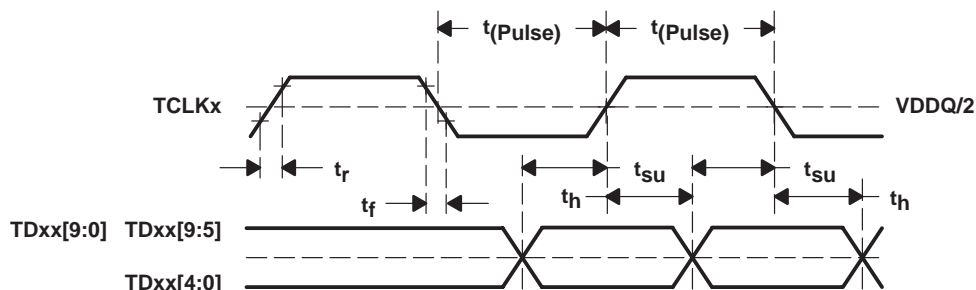 t(Pulse) t(Pulse)
TCLKx VDDQ/2
tr tsu tsu
tf th th
TDxx[9:0] TDxx[9:5]
TDxx[4:0]